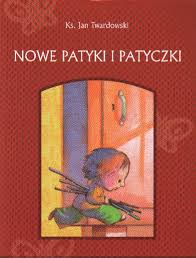 Ks. Jan Twardowski
NOWE PATYKI I PATYCZKI